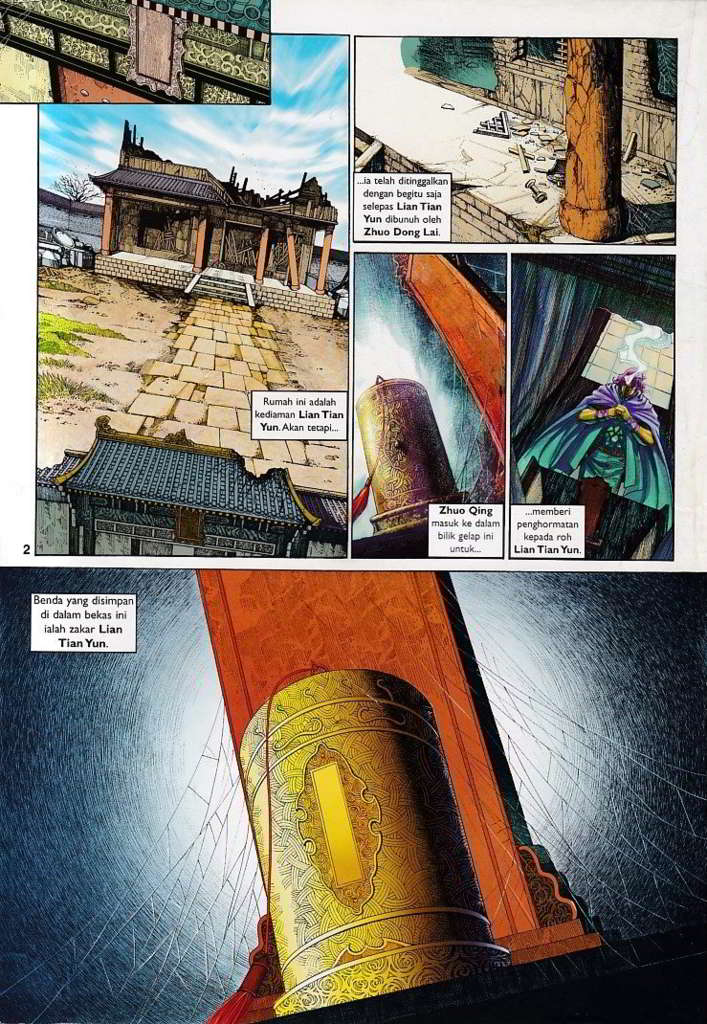 Rumah ini adalah
kediaman Lian Tian
Yun. Akan tetapi...
...ia telah ditinggalkan
dengan begitu saja
selepas Lian Tian
Yun dibunuh oleh
Zhuo Dong Lai.
Zhuo Qing
masuk ke dalam
bilik gelap ini
untuk...
...memberi
penghormatan
kepada roh
Lian Tian Yun.
2
Benda yang disimpan
di dalam bekas ini
ialah zakar Lian
Tian Yun.